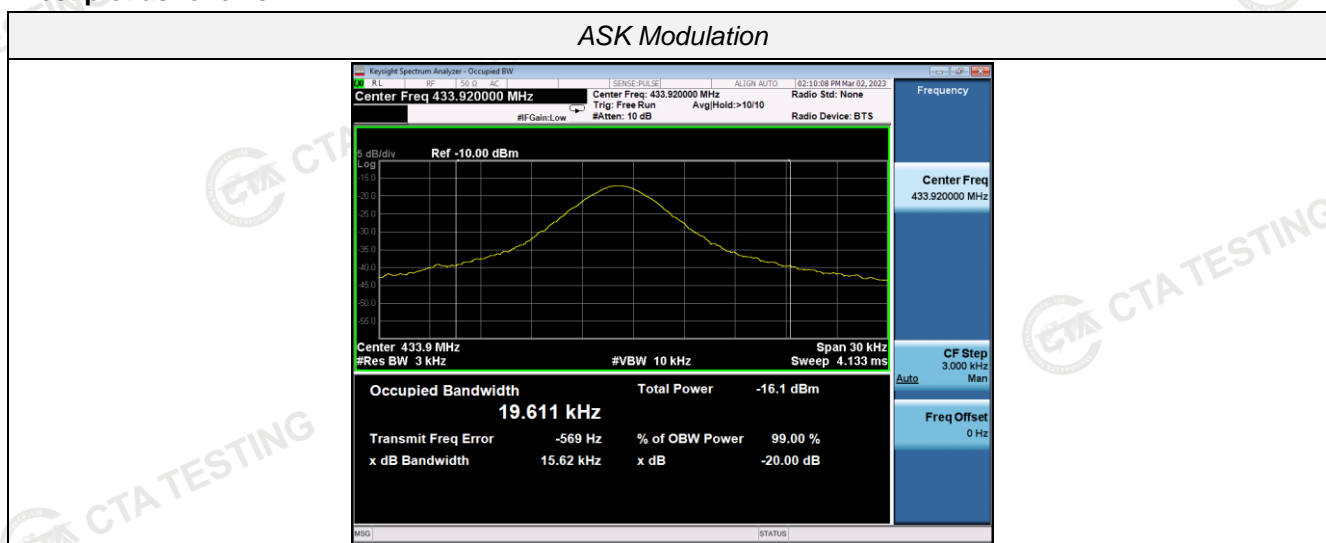 ASK Modulation
Keysight Spectrum Analyzer - Occupied BW
RL RF 50 Ω AC SENSE:PULSE ALIGN AUTO 02:10:08 PM Mar 02, 2023
Center Freq 433.920000 MHz
Center Freq: 433.920000 MHz
Radio Std: None
Trig: Free Run Avg|Hold:>10/10
#IFGain:Low #Atten: 10 dB Radio Device: BTS
Frequency
5 dB/div Ref -10.00 dBm
Log
-15.0
-20.0
-25.0
-30.0
-35.0
-40.0
-45.0
-50.0
-55.0
Center Freq
433.920000 MHz
Center 433.9 MHz Span 30 kHz
#Res BW 3 kHz #VBW 10 kHz Sweep 4.133 ms
CF Step
3.000 kHz
Auto Man
Occupied Bandwidth Total Power -16.1 dBm
19.611 kHz
Transmit Freq Error -569 Hz % of OBW Power 99.00 %
x dB Bandwidth 15.62 kHz x dB -20.00 dB
Freq Offset
0 Hz
MSG STATUS
CTA TESTING
CTA TESTING